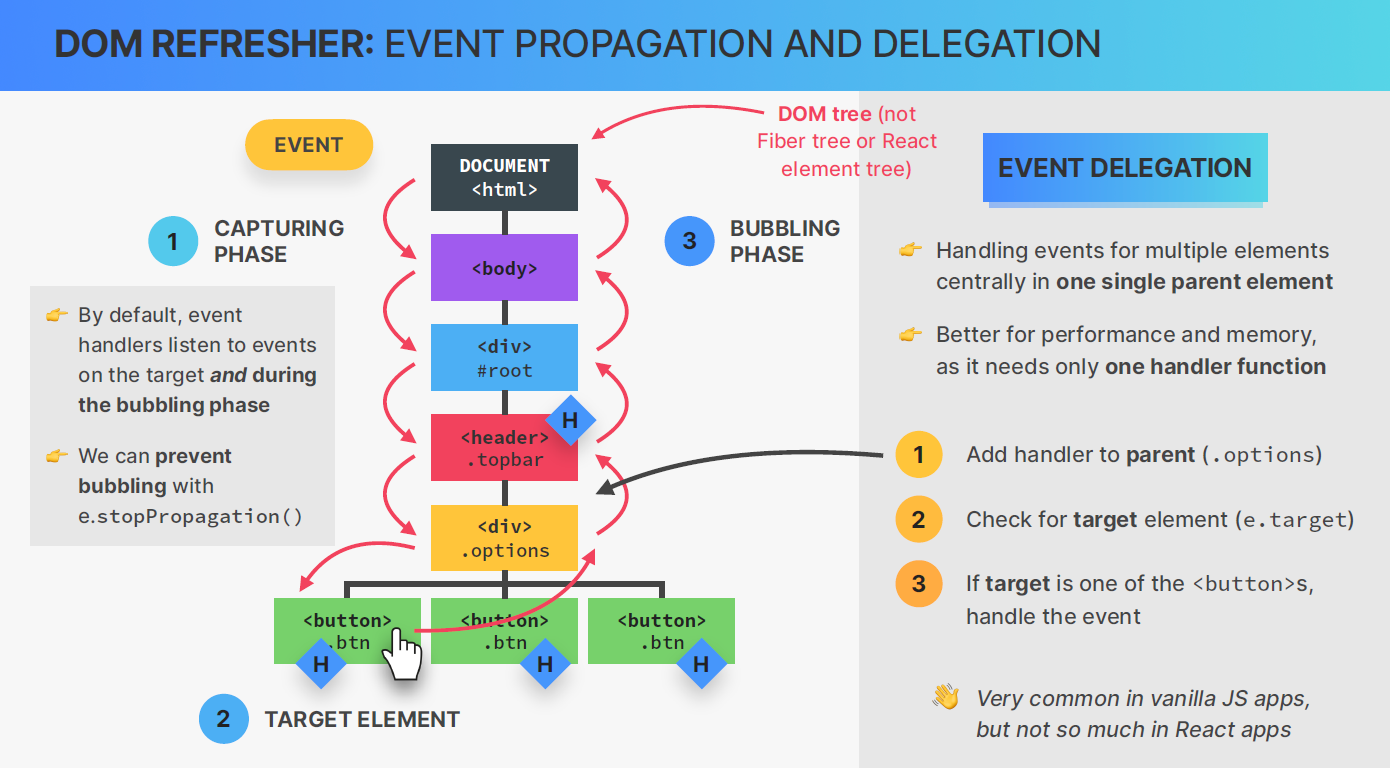 DOM REFRESHER: EVENT PROPAGATION AND DELEGATION
EVENT
DOM tree (not
Fiber tree or React
element tree)
1
CAPTURING
PHASE
By default, event
handlers listen to events
on the target and during
the bubbling phase
We can prevent
bubbling with
e.stopPropagation()
DOCUMENT
<html>
<body>
<div>
#root
<header>
.topbar
H
<div>
.options
<button>
.btn
H
<button>
.btn
H
<button>
.btn
H
2
TARGET ELEMENT
3
BUBBLING
PHASE
EVENT DELEGATION
Handling events for multiple elements
centrally in one single parent element
Better for performance and memory,
as it needs only one handler function
1 Add handler to parent (.options)
2 Check for target element (e.target)
3 If target is one of the <button>s,
handle the event
Very common in vanilla JS apps,
but not so much in React apps